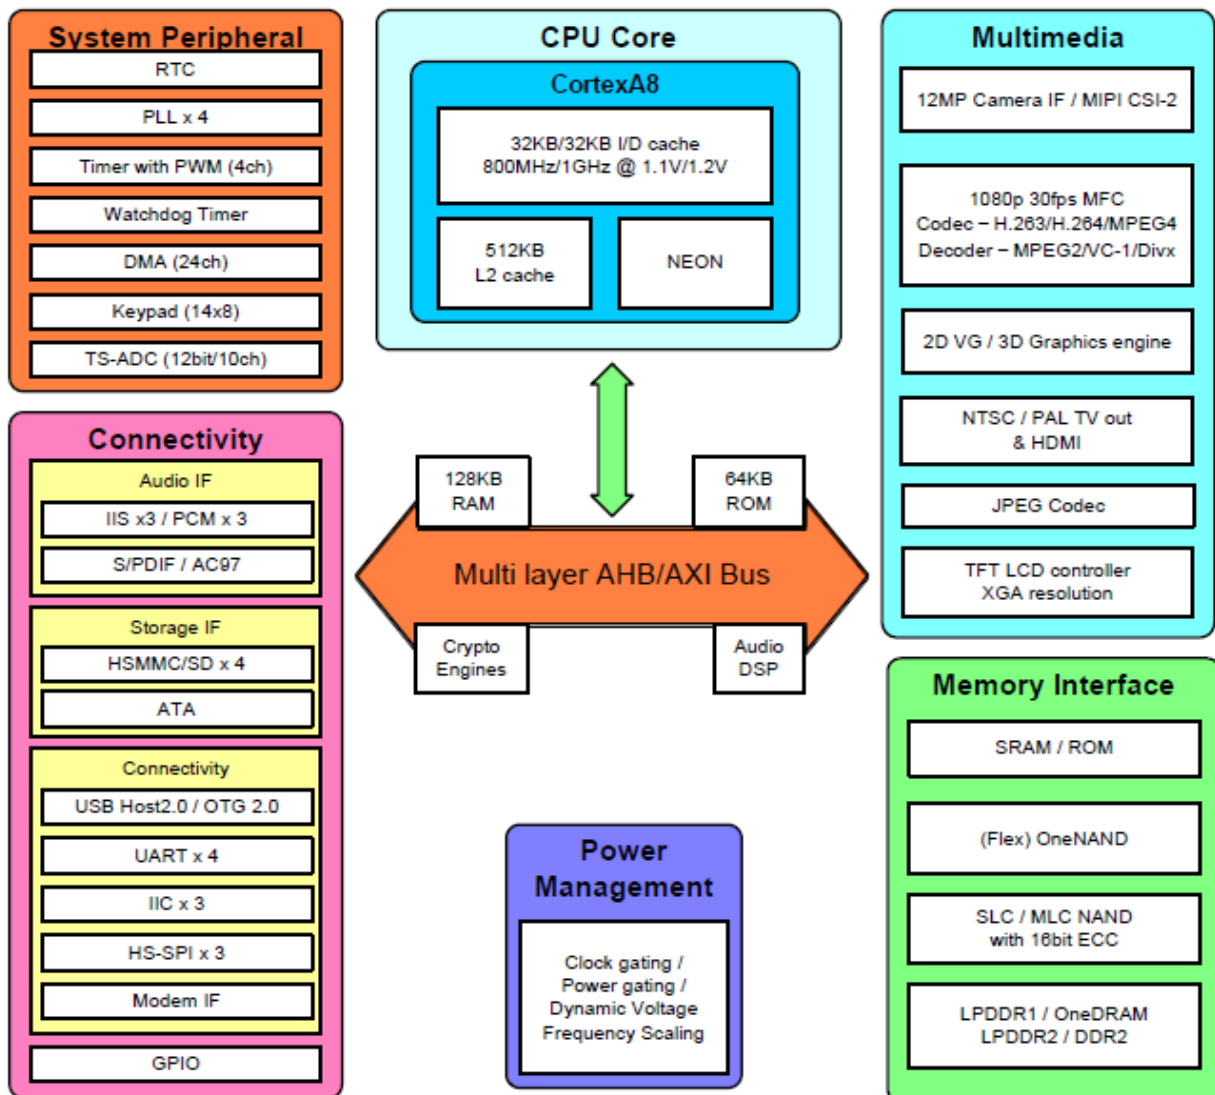 System Peripheral
RTC
PLL x 4
Timer with PWM (4ch)
Watchdog Timer
DMA (24ch)
Keypad (14x8)
TS-ADC (12bit/10ch)
Connectivity
Audio IF
IIS x3 / PCM x 3
S/PDIF / AC97
Storage IF
HSMMC/SD x 4
ATA
Connectivity
USB Host2.0 / OTG 2.0
UART x 4
IIC x 3
HS-SPI x 3
Modem IF
GPIO
CPU Core
CortexA8
32KB/32KB I/D cache
800MHz/1GHz @ 1.1V/1.2V
512KB
L2 cache
NEON
128KB
RAM
64KB
ROM
Multi layer AHB/AXI Bus
Crypto
Engines
Audio
DSP
Power
Management
Clock gating /
Power gating /
Dynamic Voltage
Frequency Scaling
Multimedia
12MP Camera IF / MIPI CSI-2
1080p 30fps MFC
Codec – H.263/H.264/MPEG4
Decoder – MPEG2/VC-1/Divx
2D VG / 3D Graphics engine
NTSC / PAL TV out
& HDMI
JPEG Codec
TFT LCD controller
XGA resolution
Memory Interface
SRAM / ROM
(Flex) OneNAND
SLC / MLC NAND
with 16bit ECC
LPDDR1 / OneDRAM
LPDDR2 / DDR2